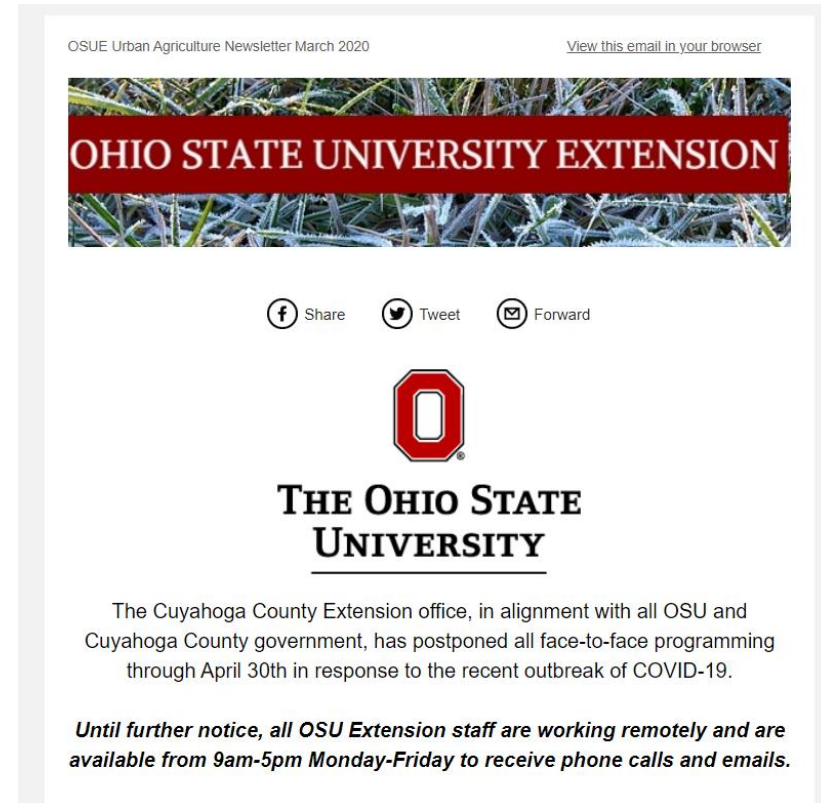 OSUE Urban Agriculture Newsletter March 2020
View this email in your browser
OHIO STATE UNIVERSITY EXTENSION
Share Tweet Forward
The Ohio State
University
The Cuyahoga County Extension office, in alignment with all OSU and
Cuyahoga County government, has postponed all face-to-face programming
through April 30th in response to the recent outbreak of COVID-19.
Until further notice, all OSU Extension staff are working remotely and are
available from 9am-5pm Monday-Friday to receive phone calls and emails.